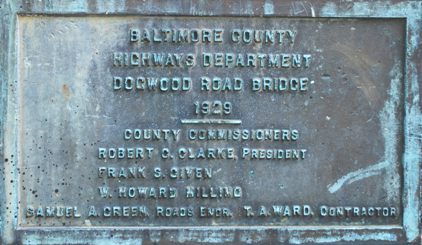 BALTIMORE COUNTY
HIGHWAYS DEPARTMENT
DOGWOOD ROAD BRIDGE
1929
COUNTY COMMISSIONERS
ROBERT C. CLARKE, PRESIDENT
FRANK S. GIVEN
W. HOWARD MILLING
SAMUEL A. GREEN, ROADS ENGR. T. A. WARD, CONTRACTOR